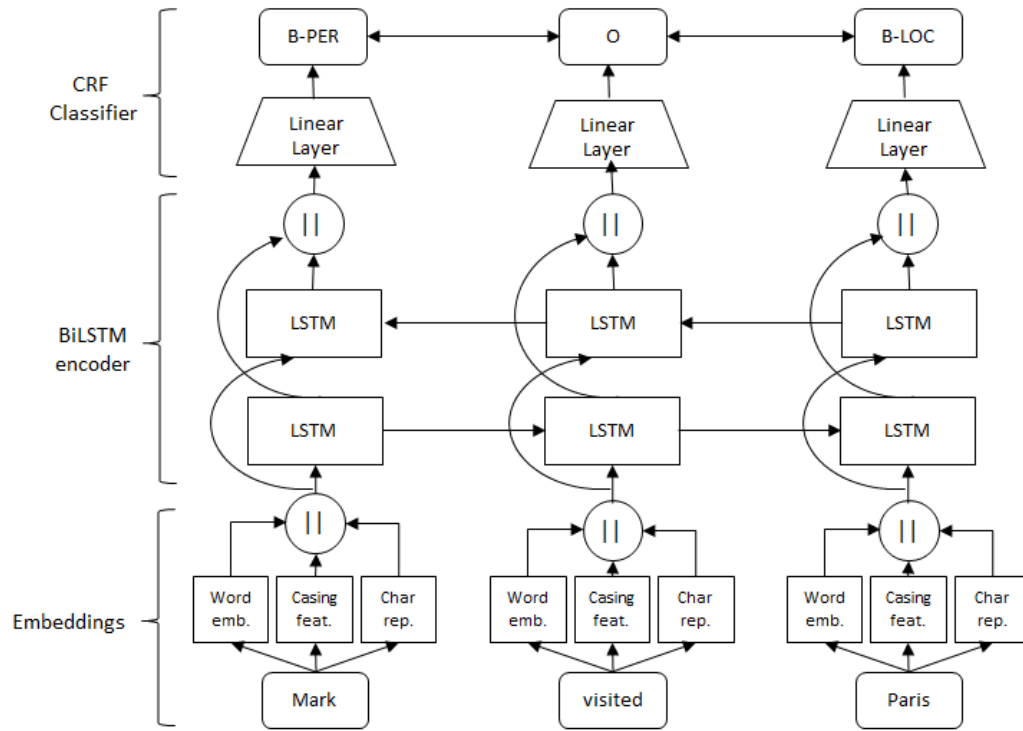 B-PER
O
B-LOC
CRF
Classifier
Linear
Layer
Linear
Layer
Linear
Layer
||
||
||
BiLSTM
encoder
LSTM
LSTM
LSTM
LSTM
LSTM
LSTM
||
||
||
Embeddings
Word
emb.
Casing
feat.
Char
rep.
Word
emb.
Casing
feat.
Char
rep.
Word
emb.
Casing
feat.
Char
rep.
Mark
visited
Paris